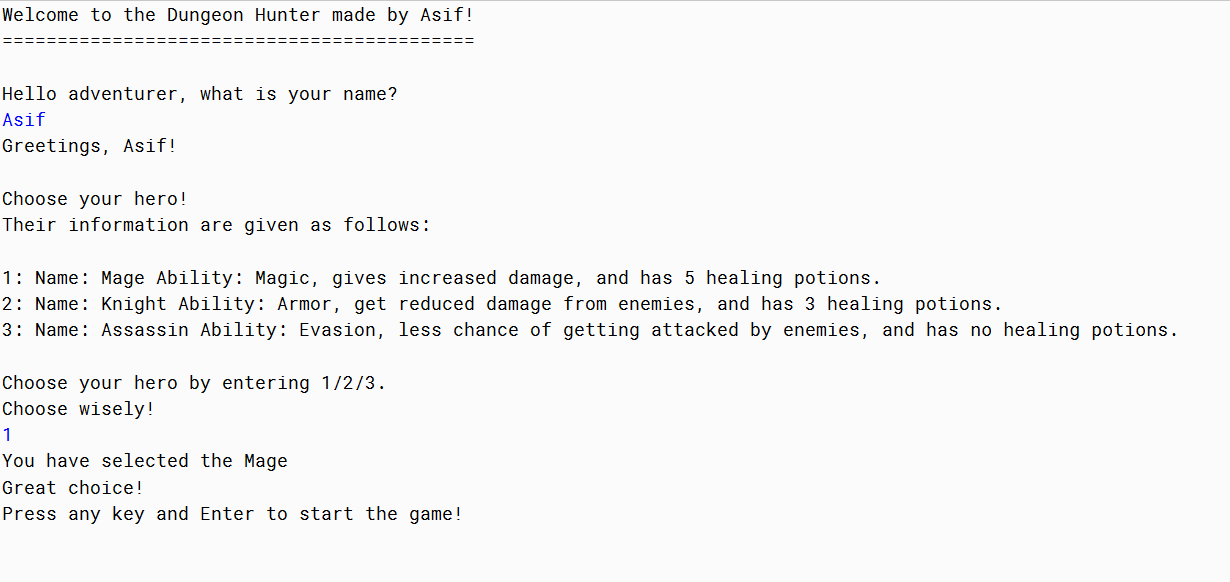 Welcome to the Dungeon Hunter made by Asif!
===========================================
Hello adventurer, what is your name?
Asif
Greetings, Asif!
Choose your hero!
Their information are given as follows:
1: Name: Mage Ability: Magic, gives increased damage, and has 5 healing potions.
2: Name: Knight Ability: Armor, get reduced damage from enemies, and has 3 healing potions.
3: Name: Assassin Ability: Evasion, less chance of getting attacked by enemies, and has no healing potions.
Choose your hero by entering 1/2/3.
Choose wisely!
1
You have selected the Mage
Great choice!
Press any key and Enter to start the game!